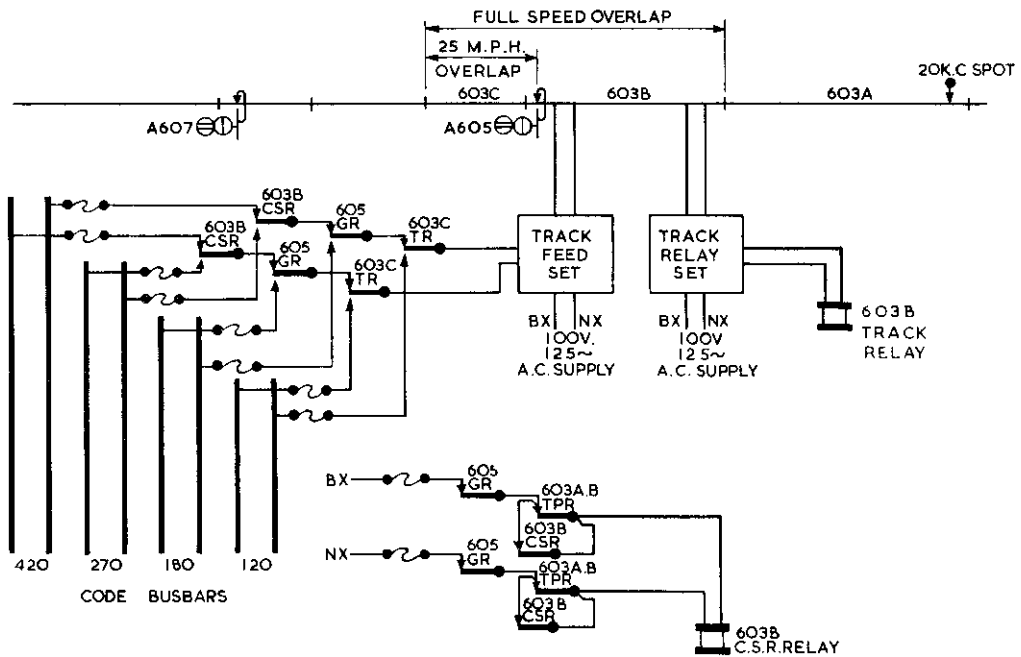 FULL SPEED OVERLAP
25 M.P.H.
OVERLAP
20K.C SPOT
603C
603B
603A
A607
A605
603B
CSR
605
GR
603C
TR
603B
CSR
605
GR
603C
TR
TRACK
FEED
SET
TRACK
RELAY
SET
BX
NX
100V.
125~
A.C. SUPPLY
BX
NX
100V.
125~
A.C. SUPPLY
603B
TRACK
RELAY
BX
605
GR
603A.B
TPR
603B
CSR
NX
605
GR
603A.B
TPR
603B
CSR
420
270
180
120
CODE BUSBARS
603B
C.S.R. RELAY